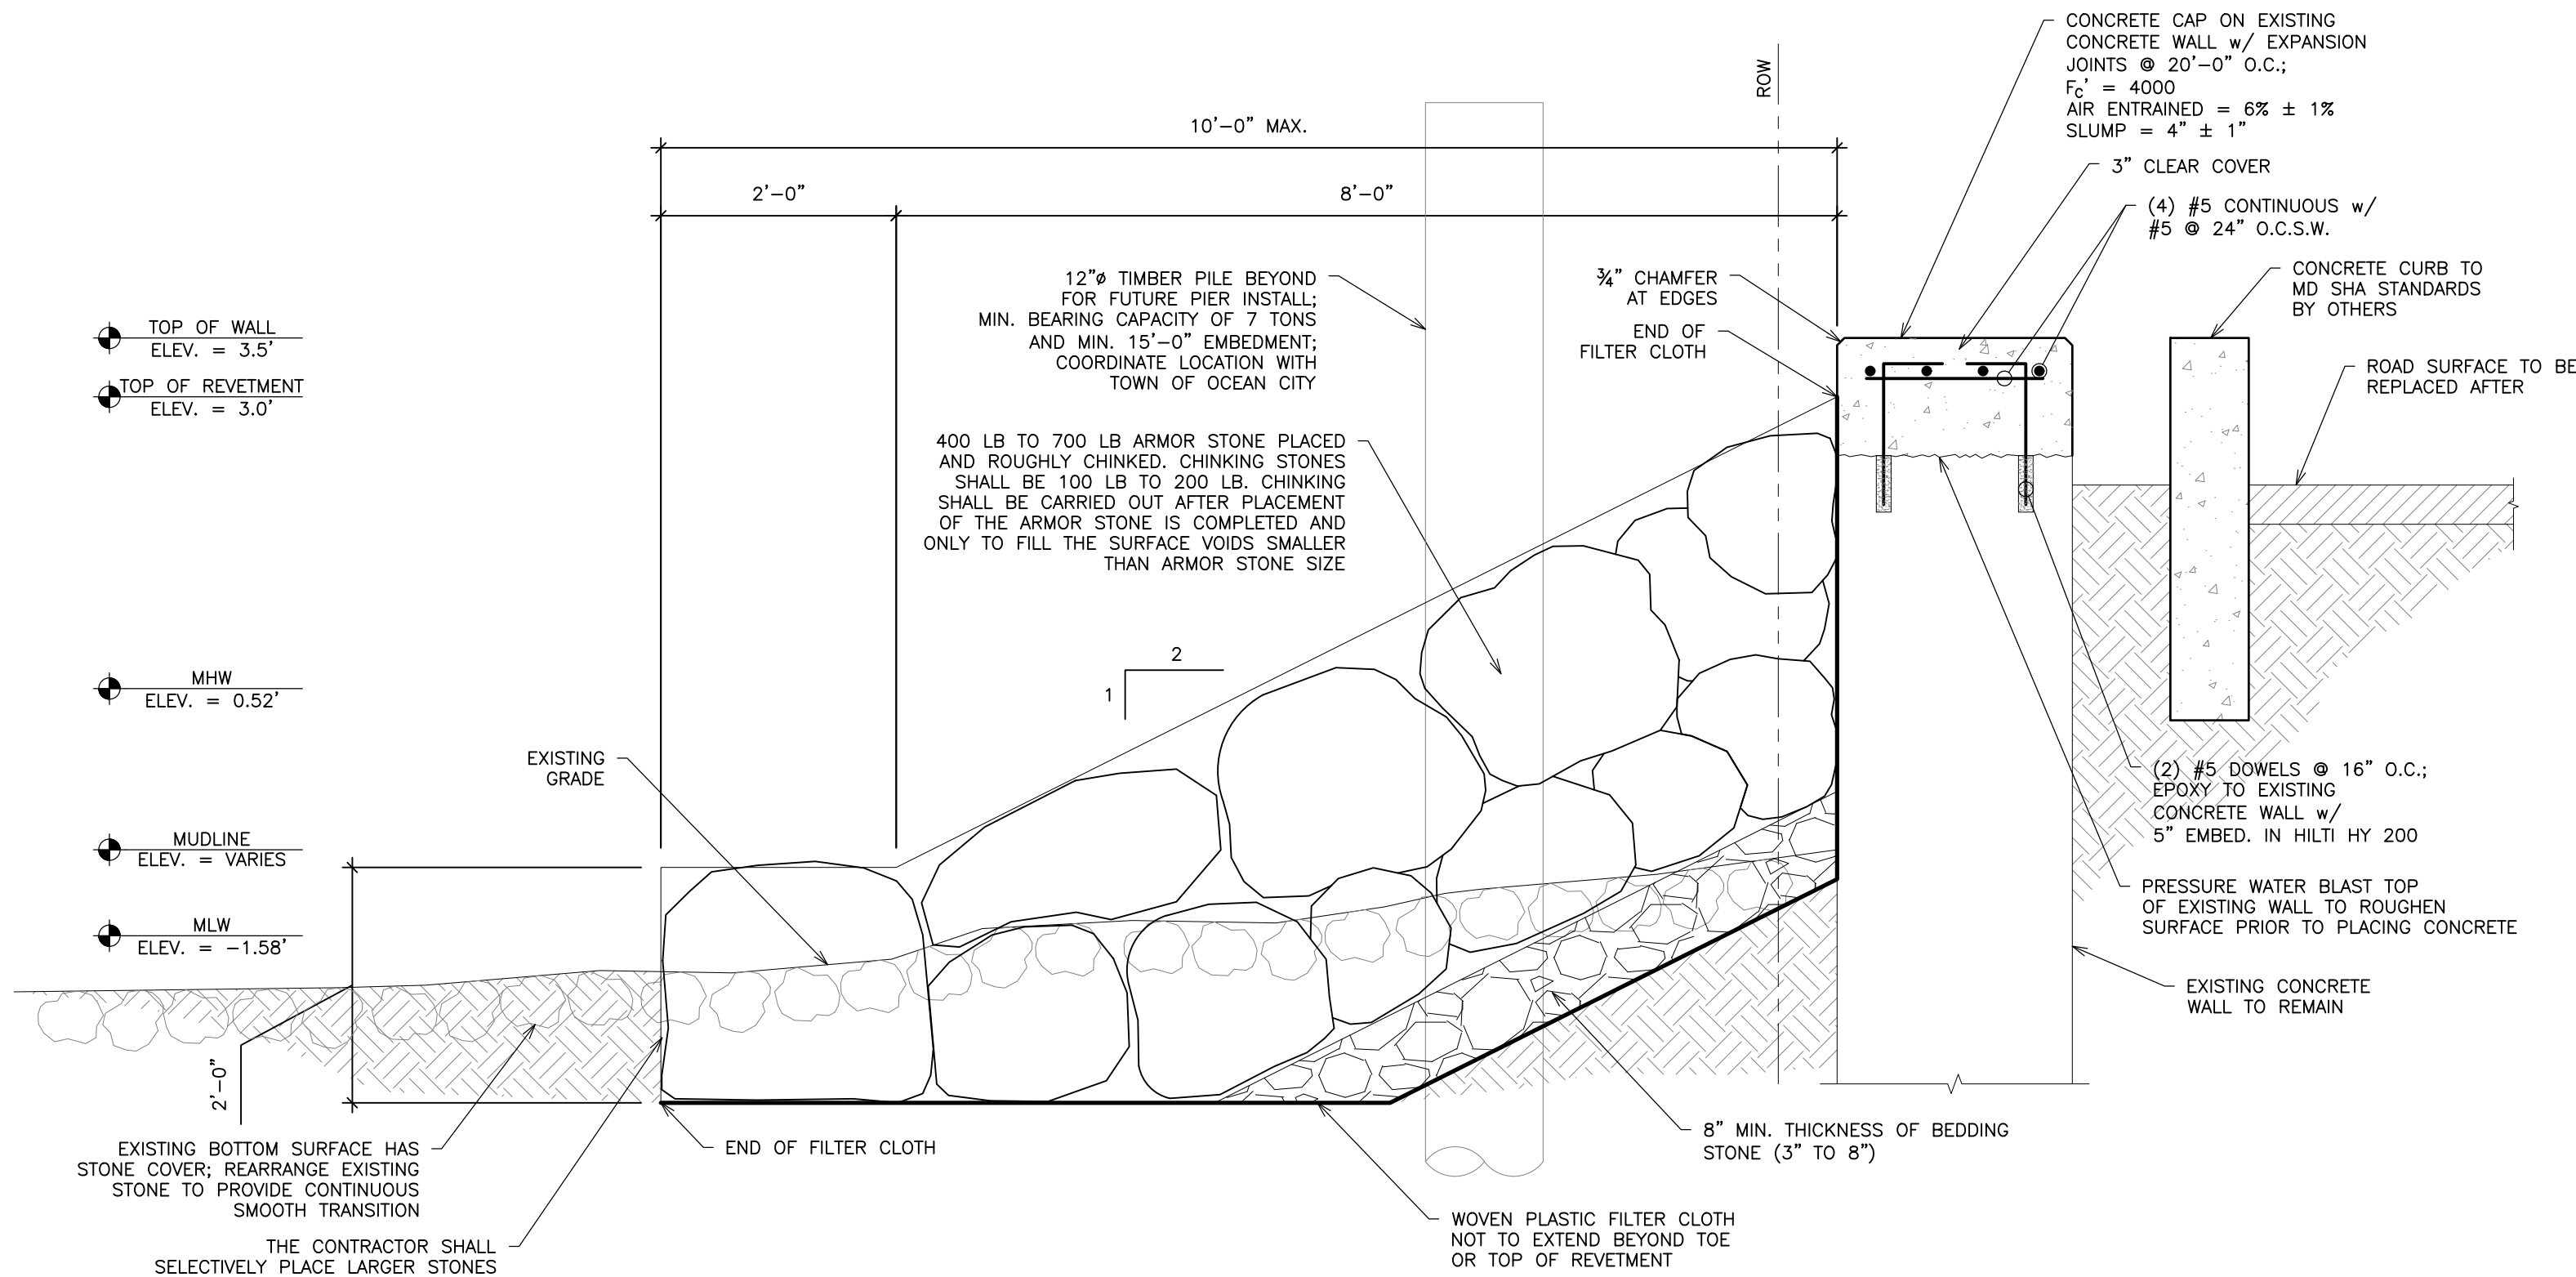 CONCRETE CAP ON EXISTING
CONCRETE WALL w/ EXPANSION
JOINTS @ 20'-0" O.C.;
FC' = 4000
AIR ENTRAINED = 6% ± 1%
SLUMP = 4" ± 1"
ROW
10'-0" MAX.
3" CLEAR COVER
2'-0"
8'-0"
(4) #5 CONTINUOUS w/
#5 @ 24" O.C.S.W.
12"ø TIMBER PILE BEYOND
FOR FUTURE PIER INSTALL;
MIN. BEARING CAPACITY OF 7 TONS
AND MIN. 15'-0" EMBEDMENT;
COORDINATE LOCATION WITH
TOWN OF OCEAN CITY
¾" CHAMFER
AT EDGES
END OF
FILTER CLOTH
CONCRETE CURB TO
MD SHA STANDARDS
BY OTHERS
TOP OF WALL
ELEV. = 3.5'
TOP OF REVETMENT
ELEV. = 3.0'
ROAD SURFACE TO BE
REPLACED AFTER
400 LB TO 700 LB ARMOR STONE PLACED
AND ROUGHLY CHINKED. CHINKING STONES
SHALL BE 100 LB TO 200 LB. CHINKING
SHALL BE CARRIED OUT AFTER PLACEMENT
OF THE ARMOR STONE IS COMPLETED AND
ONLY TO FILL THE SURFACE VOIDS SMALLER
THAN ARMOR STONE SIZE
2
1
MHW
ELEV. = 0.52'
EXISTING
GRADE
(2) #5 DOWELS @ 16" O.C.;
EPOXY TO EXISTING
CONCRETE WALL w/
5" EMBED. IN HILTI HY 200
MUDLINE
ELEV. = VARIES
PRESSURE WATER BLAST TOP
OF EXISTING WALL TO ROUGHEN
SURFACE PRIOR TO PLACING CONCRETE
MLW
ELEV. = -1.58'
EXISTING CONCRETE
WALL TO REMAIN
2'-0"
EXISTING BOTTOM SURFACE HAS
STONE COVER; REARRANGE EXISTING
STONE TO PROVIDE CONTINUOUS
SMOOTH TRANSITION
END OF FILTER CLOTH
8" MIN. THICKNESS OF BEDDING
STONE (3" TO 8")
WOVEN PLASTIC FILTER CLOTH
NOT TO EXTEND BEYOND TOE
OR TOP OF REVETMENT
THE CONTRACTOR SHALL
SELECTIVELY PLACE LARGER STONES